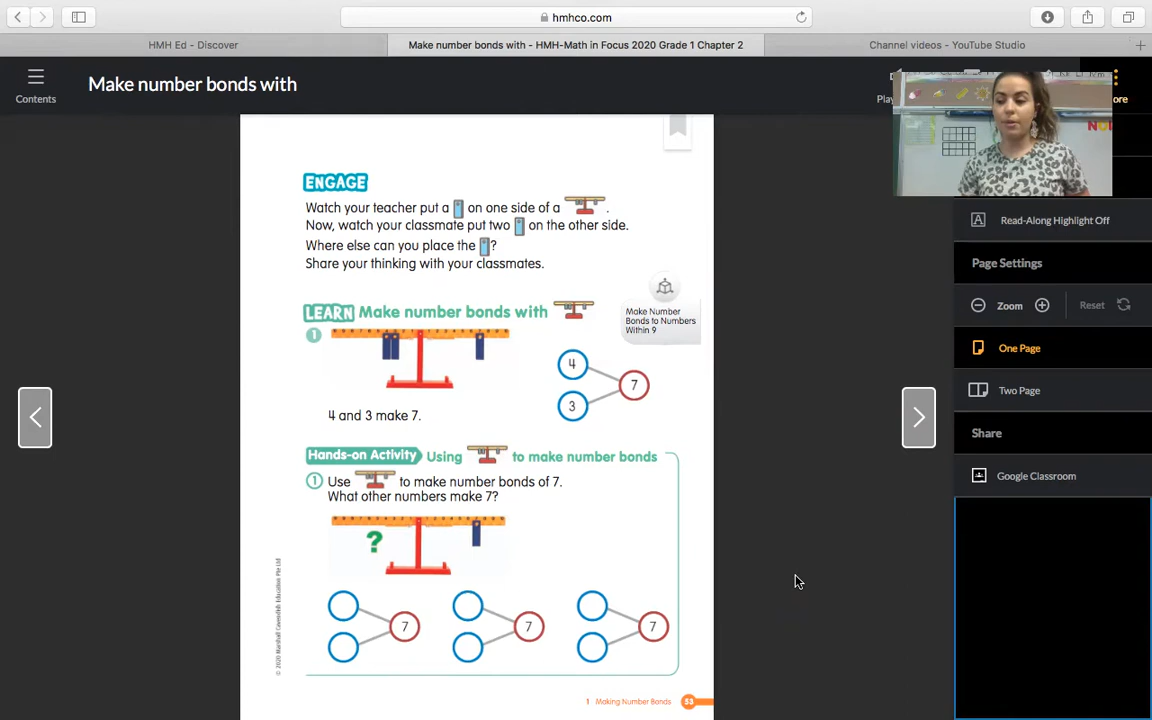 hmhco.com
HMH Ed - Discover
Make number bonds with - HMH-Math in Focus 2020 Grade 1 Chapter 2
Channel videos - YouTube Studio
Contents
Make number bonds with
ENGAGE
Watch your teacher put a on one side of a .
Now, watch your classmate put two on the other side.
Where else can you place the ?
Share your thinking with your classmates.
LEARN Make number bonds with
Make Number
Bonds to Numbers
Within 9
1
4
3
7
4 and 3 make 7.
Hands-on Activity Using to make number bonds
1 Use to make number bonds of 7.
What other numbers make 7?
?
7
7
7
© 2020 Marshall Cavendish Education Pte Ltd
1 Making Number Bonds 53
Read-Along Highlight Off
Page Settings
Zoom
Reset
One Page
Two Page
Share
Google Classroom